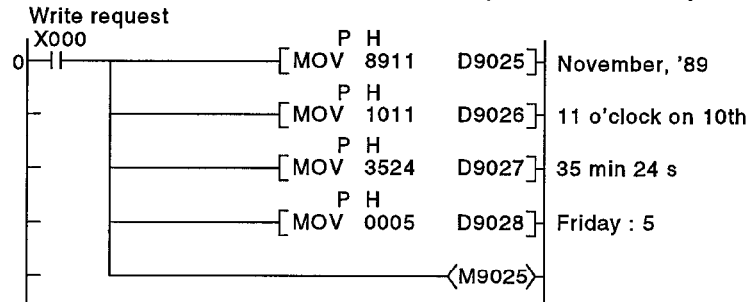 Write request
X000
P H
0 [MOV 8911 D9025] November, '89
P H
[MOV 1011 D9026] 11 o'clock on 10th
P H
[MOV 3524 D9027] 35 min 24 s
P H
[MOV 0005 D9028] Friday : 5
<M9025>